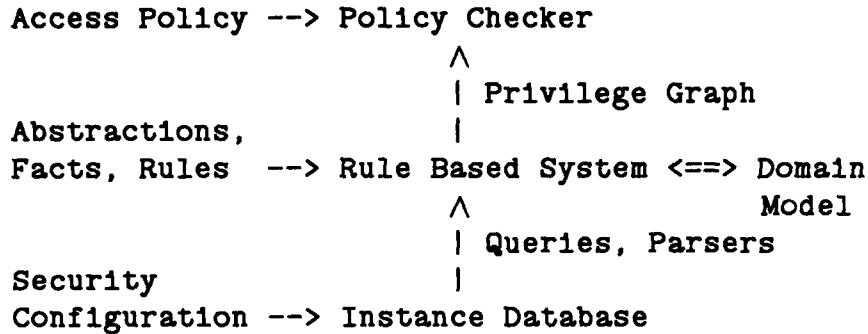 Access Policy --> Policy Checker
^
| Privilege Graph
Abstractions, |
Facts, Rules --> Rule Based System <==> Domain
^ Model
| Queries, Parsers
Security |
Configuration --> Instance Database